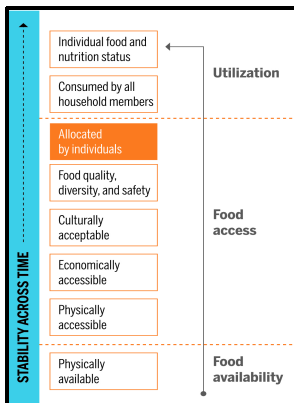 Individual food and
nutrition status
Utilization
Consumed by all
household members
Allocated
by individuals
Food quality,
diversity, and safety
Culturally
acceptable
Food
access
Economically
accessible
Physically
accessible
Physically
available
Food
availability
STABILITY ACROSS TIME